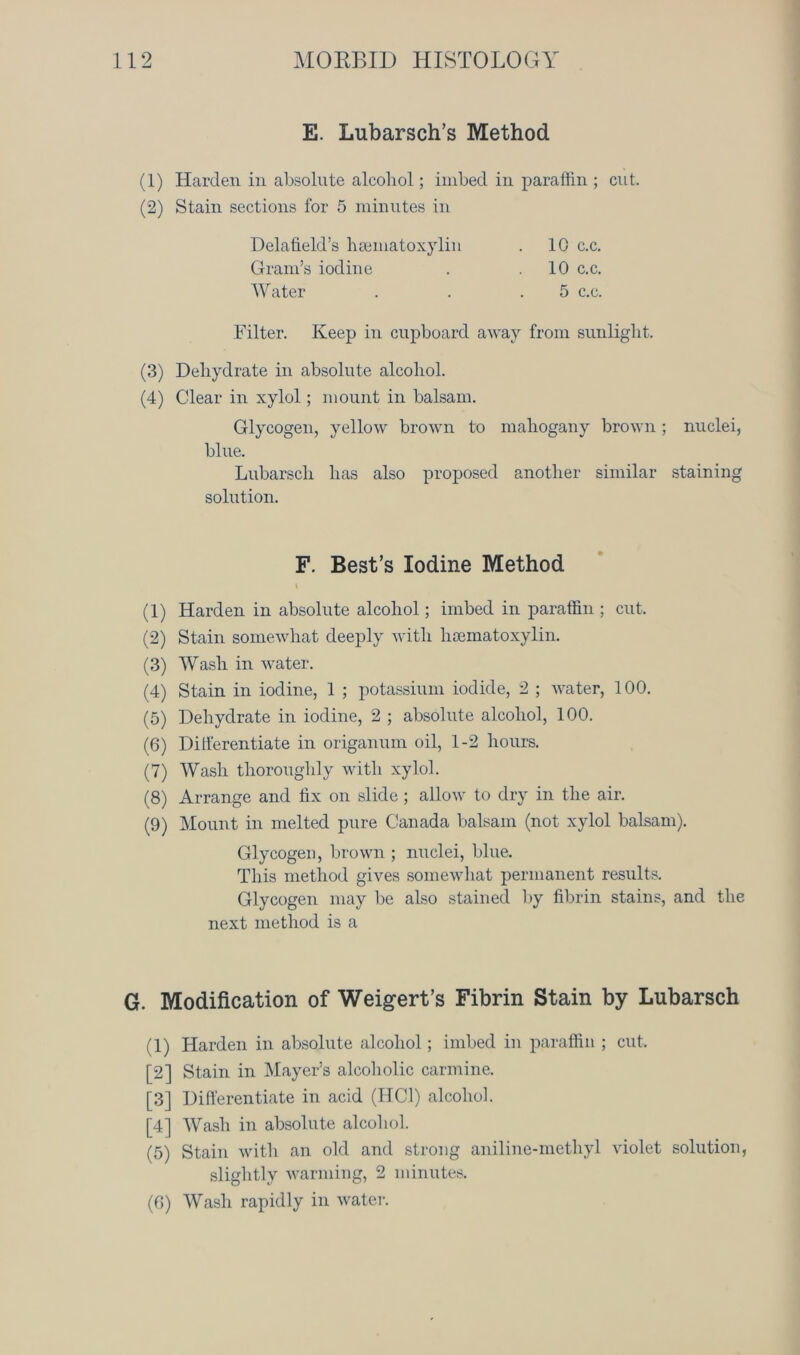 112 MORBID HISTOLOGY
E. Lubarsch's Method
(1) Harden in absolute alcohol; imbed in paraffin; cut.
(2) Stain sections for 5 minutes in
Delafield's hæmatoxylin . 10 c.c.
Gram's iodine . . 10 c.c.
Water . . . 5 c.c.
Filter. Keep in cupboard away from sunlight.
(3) Dehydrate in absolute alcohol.
(4) Clear in xylol; mount in balsam.
Glycogen, yellow brown to mahogany brown; nuclei,
blue.
Lubarsch has also proposed another similar staining
solution.
F. Best's Iodine Method
(1) Harden in absolute alcohol; imbed in paraffin; cut.
(2) Stain somewhat deeply with hæmatoxylin.
(3) Wash in water.
(4) Stain in iodine, 1; potassium iodide, 2; water, 100.
(5) Dehydrate in iodine, 2; absolute alcohol, 100.
(6) Differentiate in origanum oil, 1-2 hours.
(7) Wash thoroughly with xylol.
(8) Arrange and fix on slide; allow to dry in the air.
(9) Mount in melted pure Canada balsam (not xylol balsam).
Glycogen, brown; nuclei, blue.
This method gives somewhat permanent results.
Glycogen may be also stained by fibrin stains, and the
next method is a
G. Modification of Weigert's Fibrin Stain by Lubarsch
(1) Harden in absolute alcohol; imbed in paraffin; cut.
[2] Stain in Mayer's alcoholic carmine.
[3] Differentiate in acid (HCl) alcohol.
[4] Wash in absolute alcohol.
(5) Stain with an old and strong aniline-methyl violet solution,
slightly warming, 2 minutes.
(6) Wash rapidly in water.